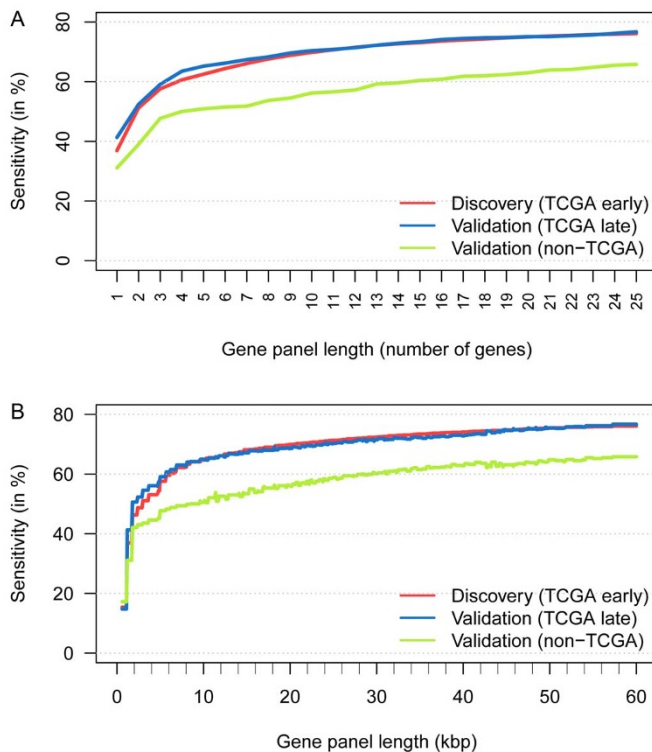 A
Sensitivity (in %)
80
60
40
20
0
Discovery (TCGA early)
Validation (TCGA late)
Validation (non−TCGA)
1 2 3 4 5 6 7 8 9 10 11 12 13 14 15 16 17 18 19 20 21 22 23 24 25
Gene panel length (number of genes)
B
Sensitivity (in %)
80
60
40
20
0
Discovery (TCGA early)
Validation (TCGA late)
Validation (non−TCGA)
0 10 20 30 40 50 60
Gene panel length (kbp)